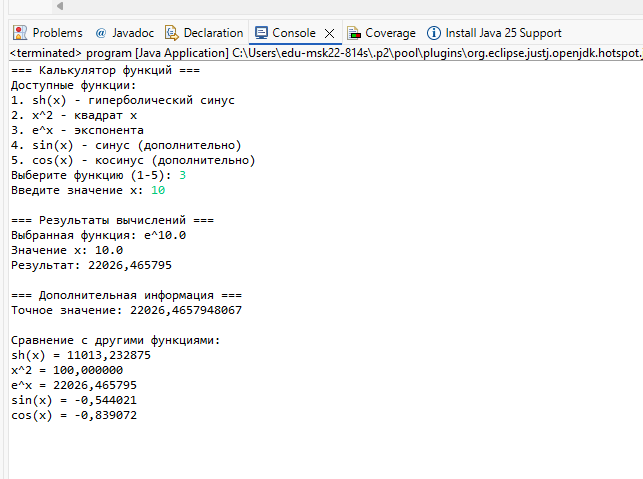 Problems Javadoc Declaration Console Coverage Install Java 25 Support
<terminated> program [Java Application] C:\Users\edu-msk22-814s\.p2\pool\plugins\org.eclipse.justj.openjdk.hotspot.j
=== Калькулятор функций ===
Доступные функции:
1. sh(x) - гиперболический синус
2. x^2 - квадрат x
3. e^x - экспонента
4. sin(x) - синус (дополнительно)
5. cos(x) - косинус (дополнительно)
Выберите функцию (1-5): 3
Введите значение x: 10
=== Результаты вычислений ===
Выбранная функция: e^10.0
Значение x: 10.0
Результат: 22026,465795
=== Дополнительная информация ===
Точное значение: 22026,4657948067
Сравнение с другими функциями:
sh(x) = 11013,232875
x^2 = 100,000000
e^x = 22026,465795
sin(x) = -0,544021
cos(x) = -0,839072